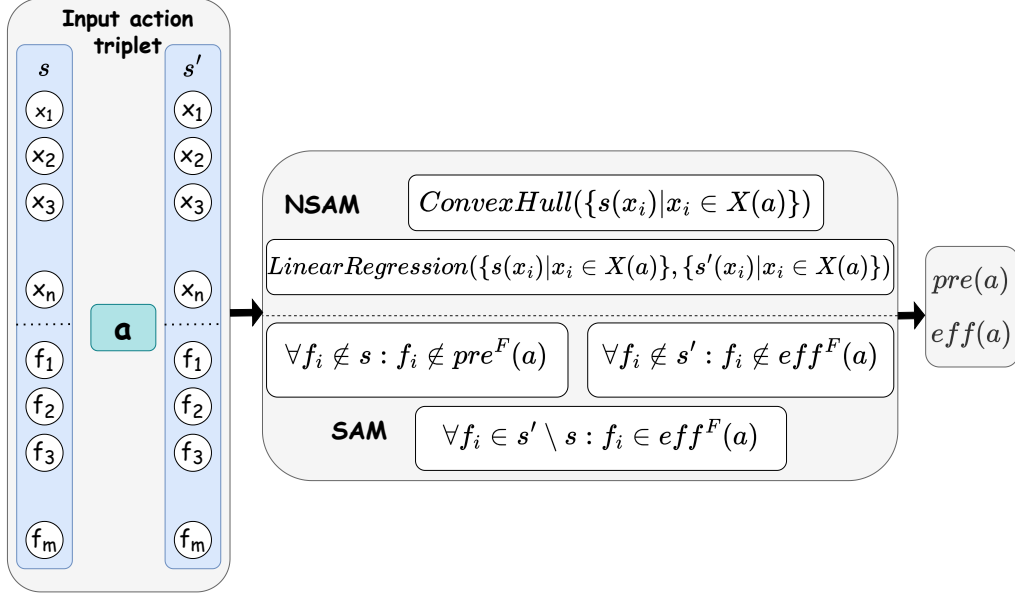 Input action
triplet
s
s′
x₁
x₁
x₂
x₂
x₃
x₃
xₙ
xₙ
a
f₁
f₁
f₂
f₂
f₃
f₃
fₘ
fₘ
NSAM
ConvexHull({s(xᵢ)|xᵢ ∈ X(a)})
LinearRegression({s(xᵢ)|xᵢ ∈ X(a)}, {s′(xᵢ)|xᵢ ∈ X(a)})
∀fᵢ ∉ s : fᵢ ∉ pre^F(a)
∀fᵢ ∉ s′ : fᵢ ∉ eff^F(a)
SAM
∀fᵢ ∈ s′ \ s : fᵢ ∈ eff^F(a)
pre(a)
eff(a)